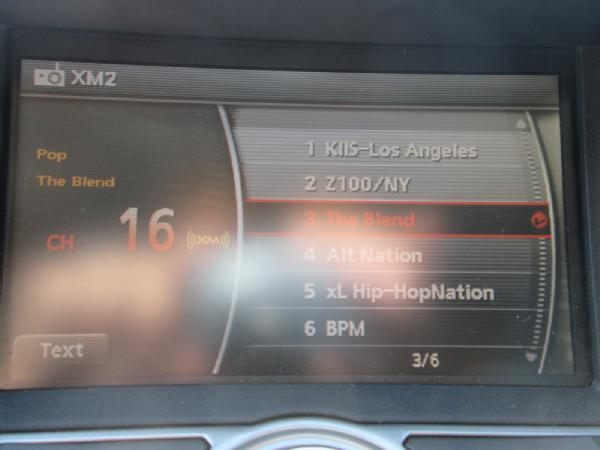 XM2
Pop
The Blend
CH 16 ((XM))
Text
1 KIIS-Los Angeles
2 Z100/NY
3 The Blend
4 Alt Nation
5 xL Hip-HopNation
6 BPM
3/6